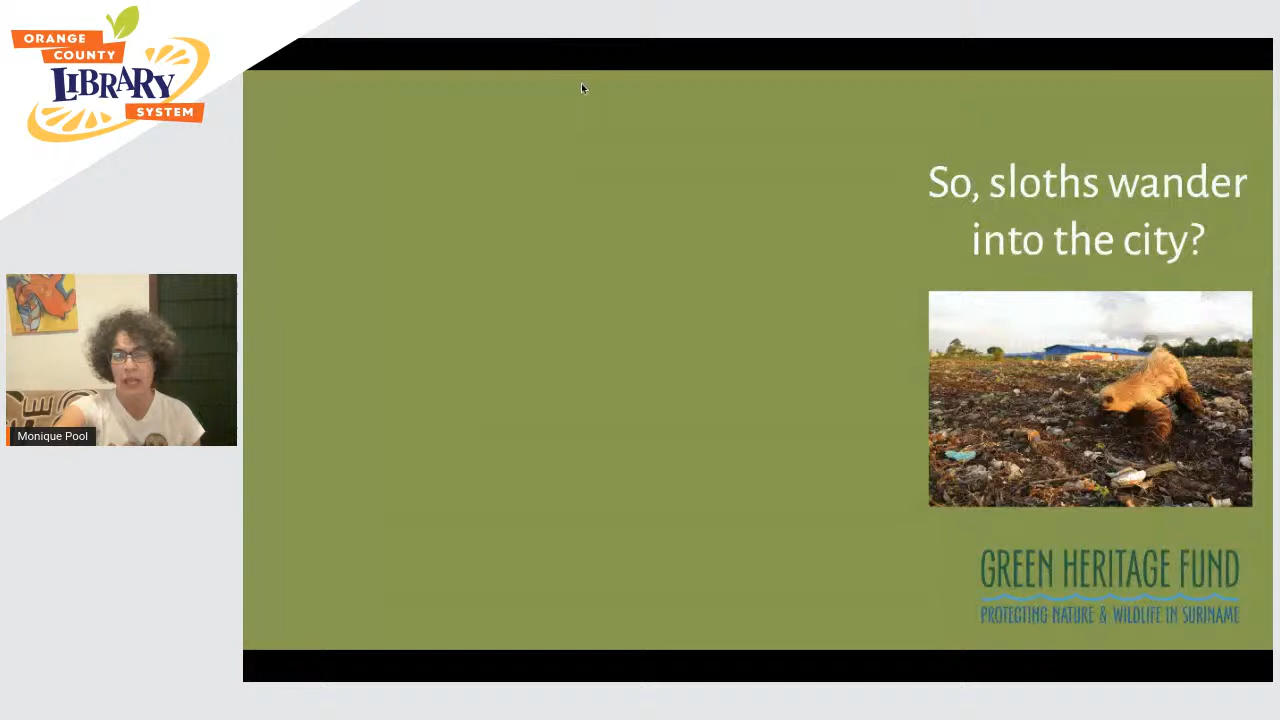 ORANGE
COUNTY
LIBRARY
SYSTEM
So, sloths wander
into the city?
Monique Pool
GREEN HERITAGE FUND
PROTECTING NATURE & WILDLIFE IN SURINAME